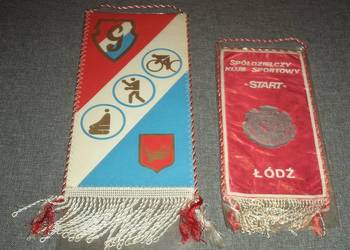 G
SPÓŁDZIELCZY
KLUB SPORTOWY
-START-
ŁÓDŹ